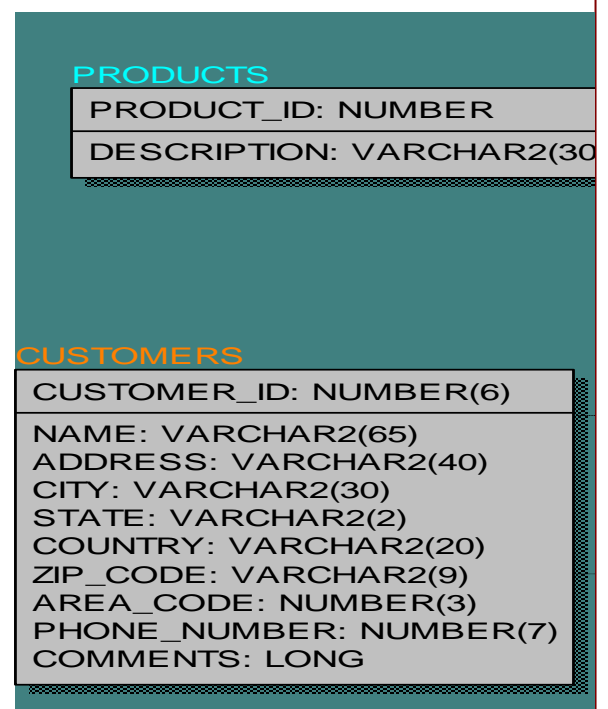 PRODUCTS
PRODUCT_ID: NUMBER
DESCRIPTION: VARCHAR2(30
CUSTOMERS
CUSTOMER_ID: NUMBER(6)
NAME: VARCHAR2(65)
ADDRESS: VARCHAR2(40)
CITY: VARCHAR2(30)
STATE: VARCHAR2(2)
COUNTRY: VARCHAR2(20)
ZIP_CODE: VARCHAR2(9)
AREA_CODE: NUMBER(3)
PHONE_NUMBER: NUMBER(7)
COMMENTS: LONG